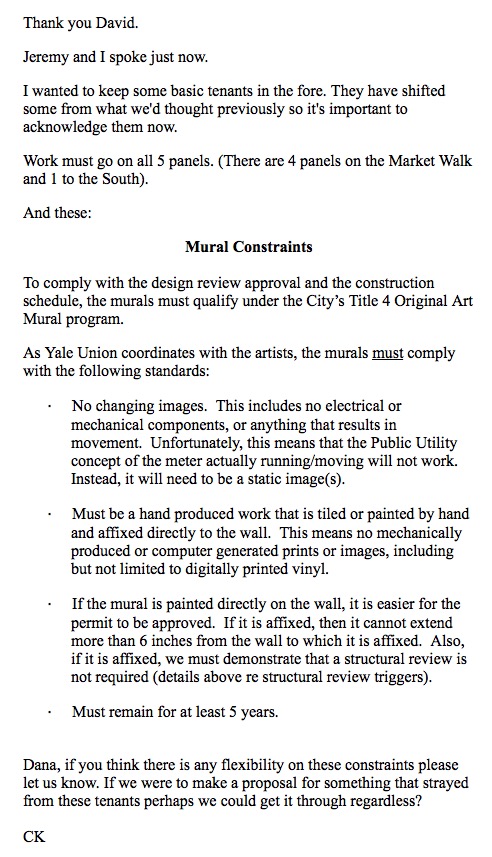 Thank you David.
Jeremy and I spoke just now.
I wanted to keep some basic tenants in the fore. They have shifted
some from what we'd thought previously so it's important to
acknowledge them now.
Work must go on all 5 panels. (There are 4 panels on the Market Walk
and 1 to the South).
And these:
Mural Constraints
To comply with the design review approval and the construction
schedule, the murals must qualify under the City’s Title 4 Original Art
Mural program.
As Yale Union coordinates with the artists, the murals must comply
with the following standards:
· No changing images.  This includes no electrical or
mechanical components, or anything that results in
movement.  Unfortunately, this means that the Public Utility
concept of the meter actually running/moving will not work.
Instead, it will need to be a static image(s).
· Must be a hand produced work that is tiled or painted by hand
and affixed directly to the wall.  This means no mechanically
produced or computer generated prints or images, including
but not limited to digitally printed vinyl.
· If the mural is painted directly on the wall, it is easier for the
permit to be approved.  If it is affixed, then it cannot extend
more than 6 inches from the wall to which it is affixed.  Also,
if it is affixed, we must demonstrate that a structural review is
not required (details above re structural review triggers).
· Must remain for at least 5 years.
Dana, if you think there is any flexibility on these constraints please
let us know. If we were to make a proposal for something that strayed
from these tenants perhaps we could get it through regardless?
CK